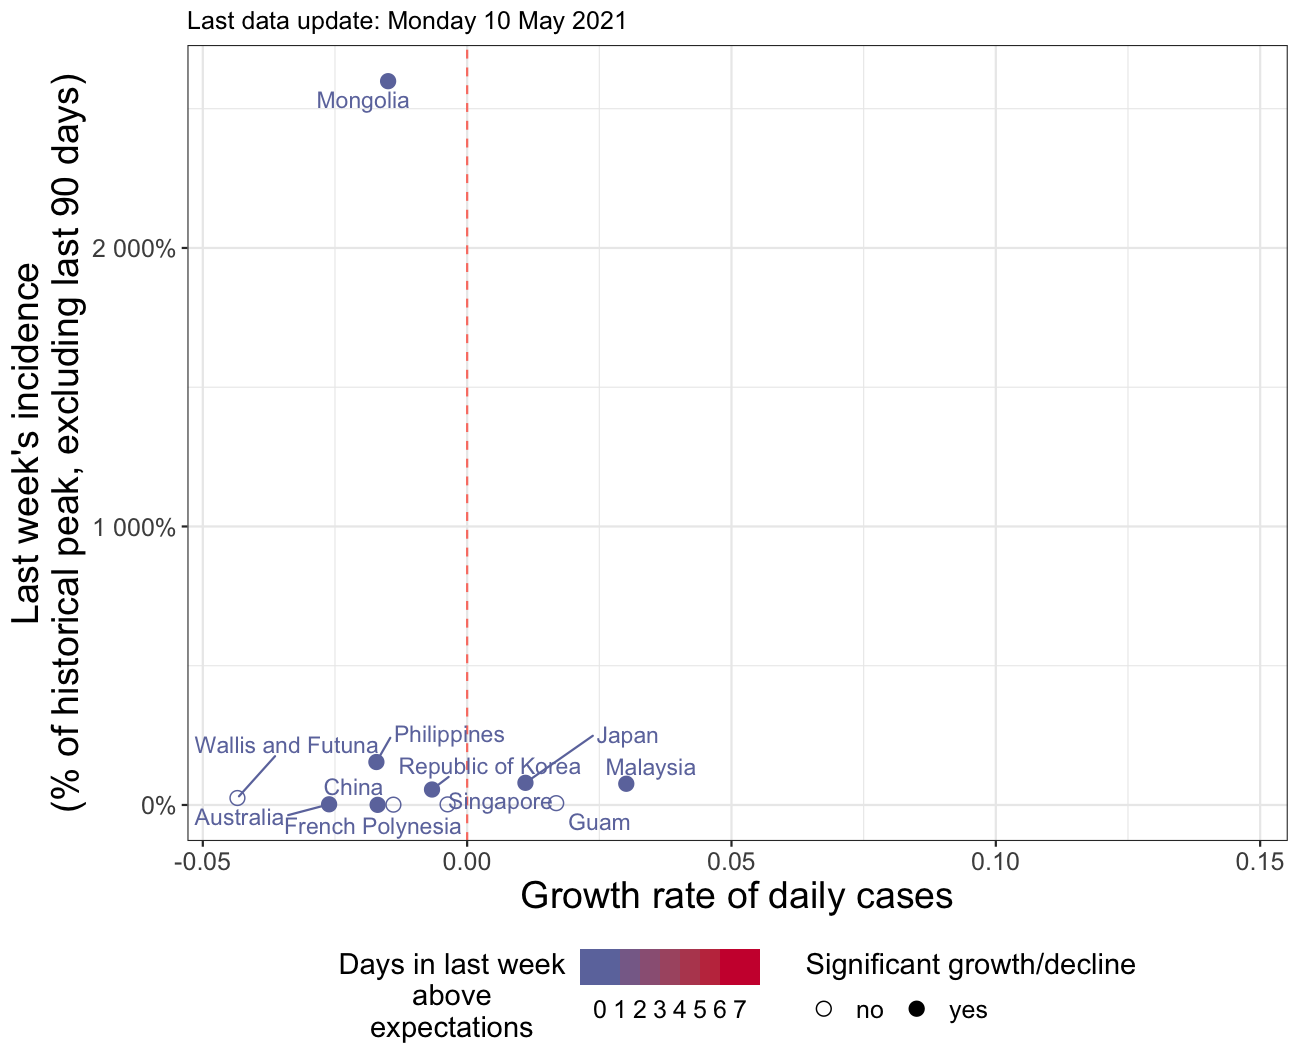 Last data update: Monday 10 May 2021
Last week's incidence
(% of historical peak, excluding last 90 days)
2 000%
1 000%
0%
Mongolia
Philippines
Wallis and Futuna
Japan
Republic of Korea
Malaysia
China
Singapore
Australia
French Polynesia
Guam
-0.05
0.00
0.05
0.10
0.15
Growth rate of daily cases
Days in last week
above
expectations
0 1 2 3 4 5 6 7
Significant growth/decline
no
yes